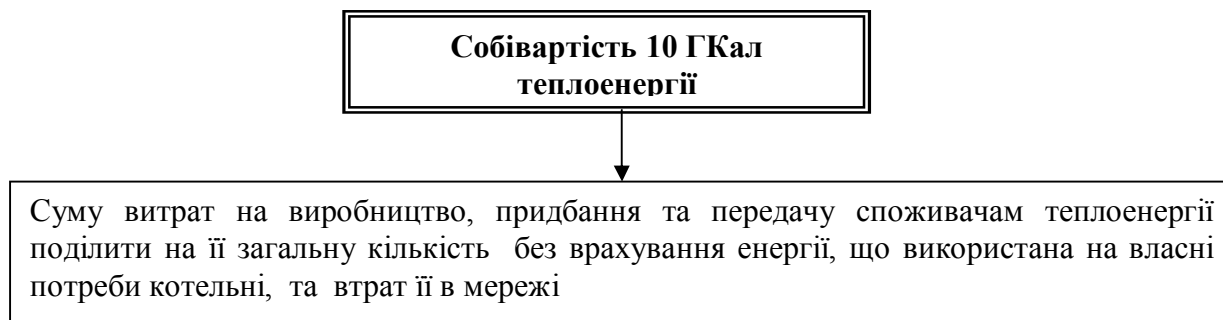 Собівартість 10 ГКал
теплоенергії
Суму витрат на виробництво, придбання та передачу споживачам теплоенергії
поділити на її загальну кількість без врахування енергії, що використана на власні
потреби котельні, та втрат її в мережі